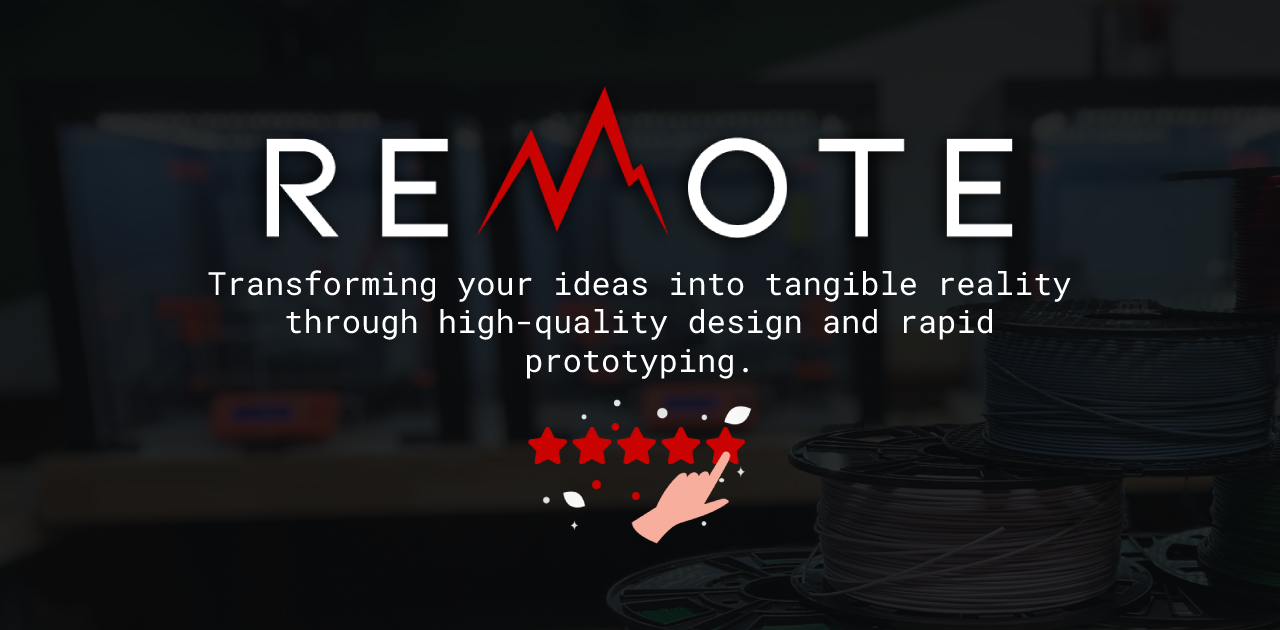 REMOTE
Transforming your ideas into tangible reality
through high-quality design and rapid
prototyping.